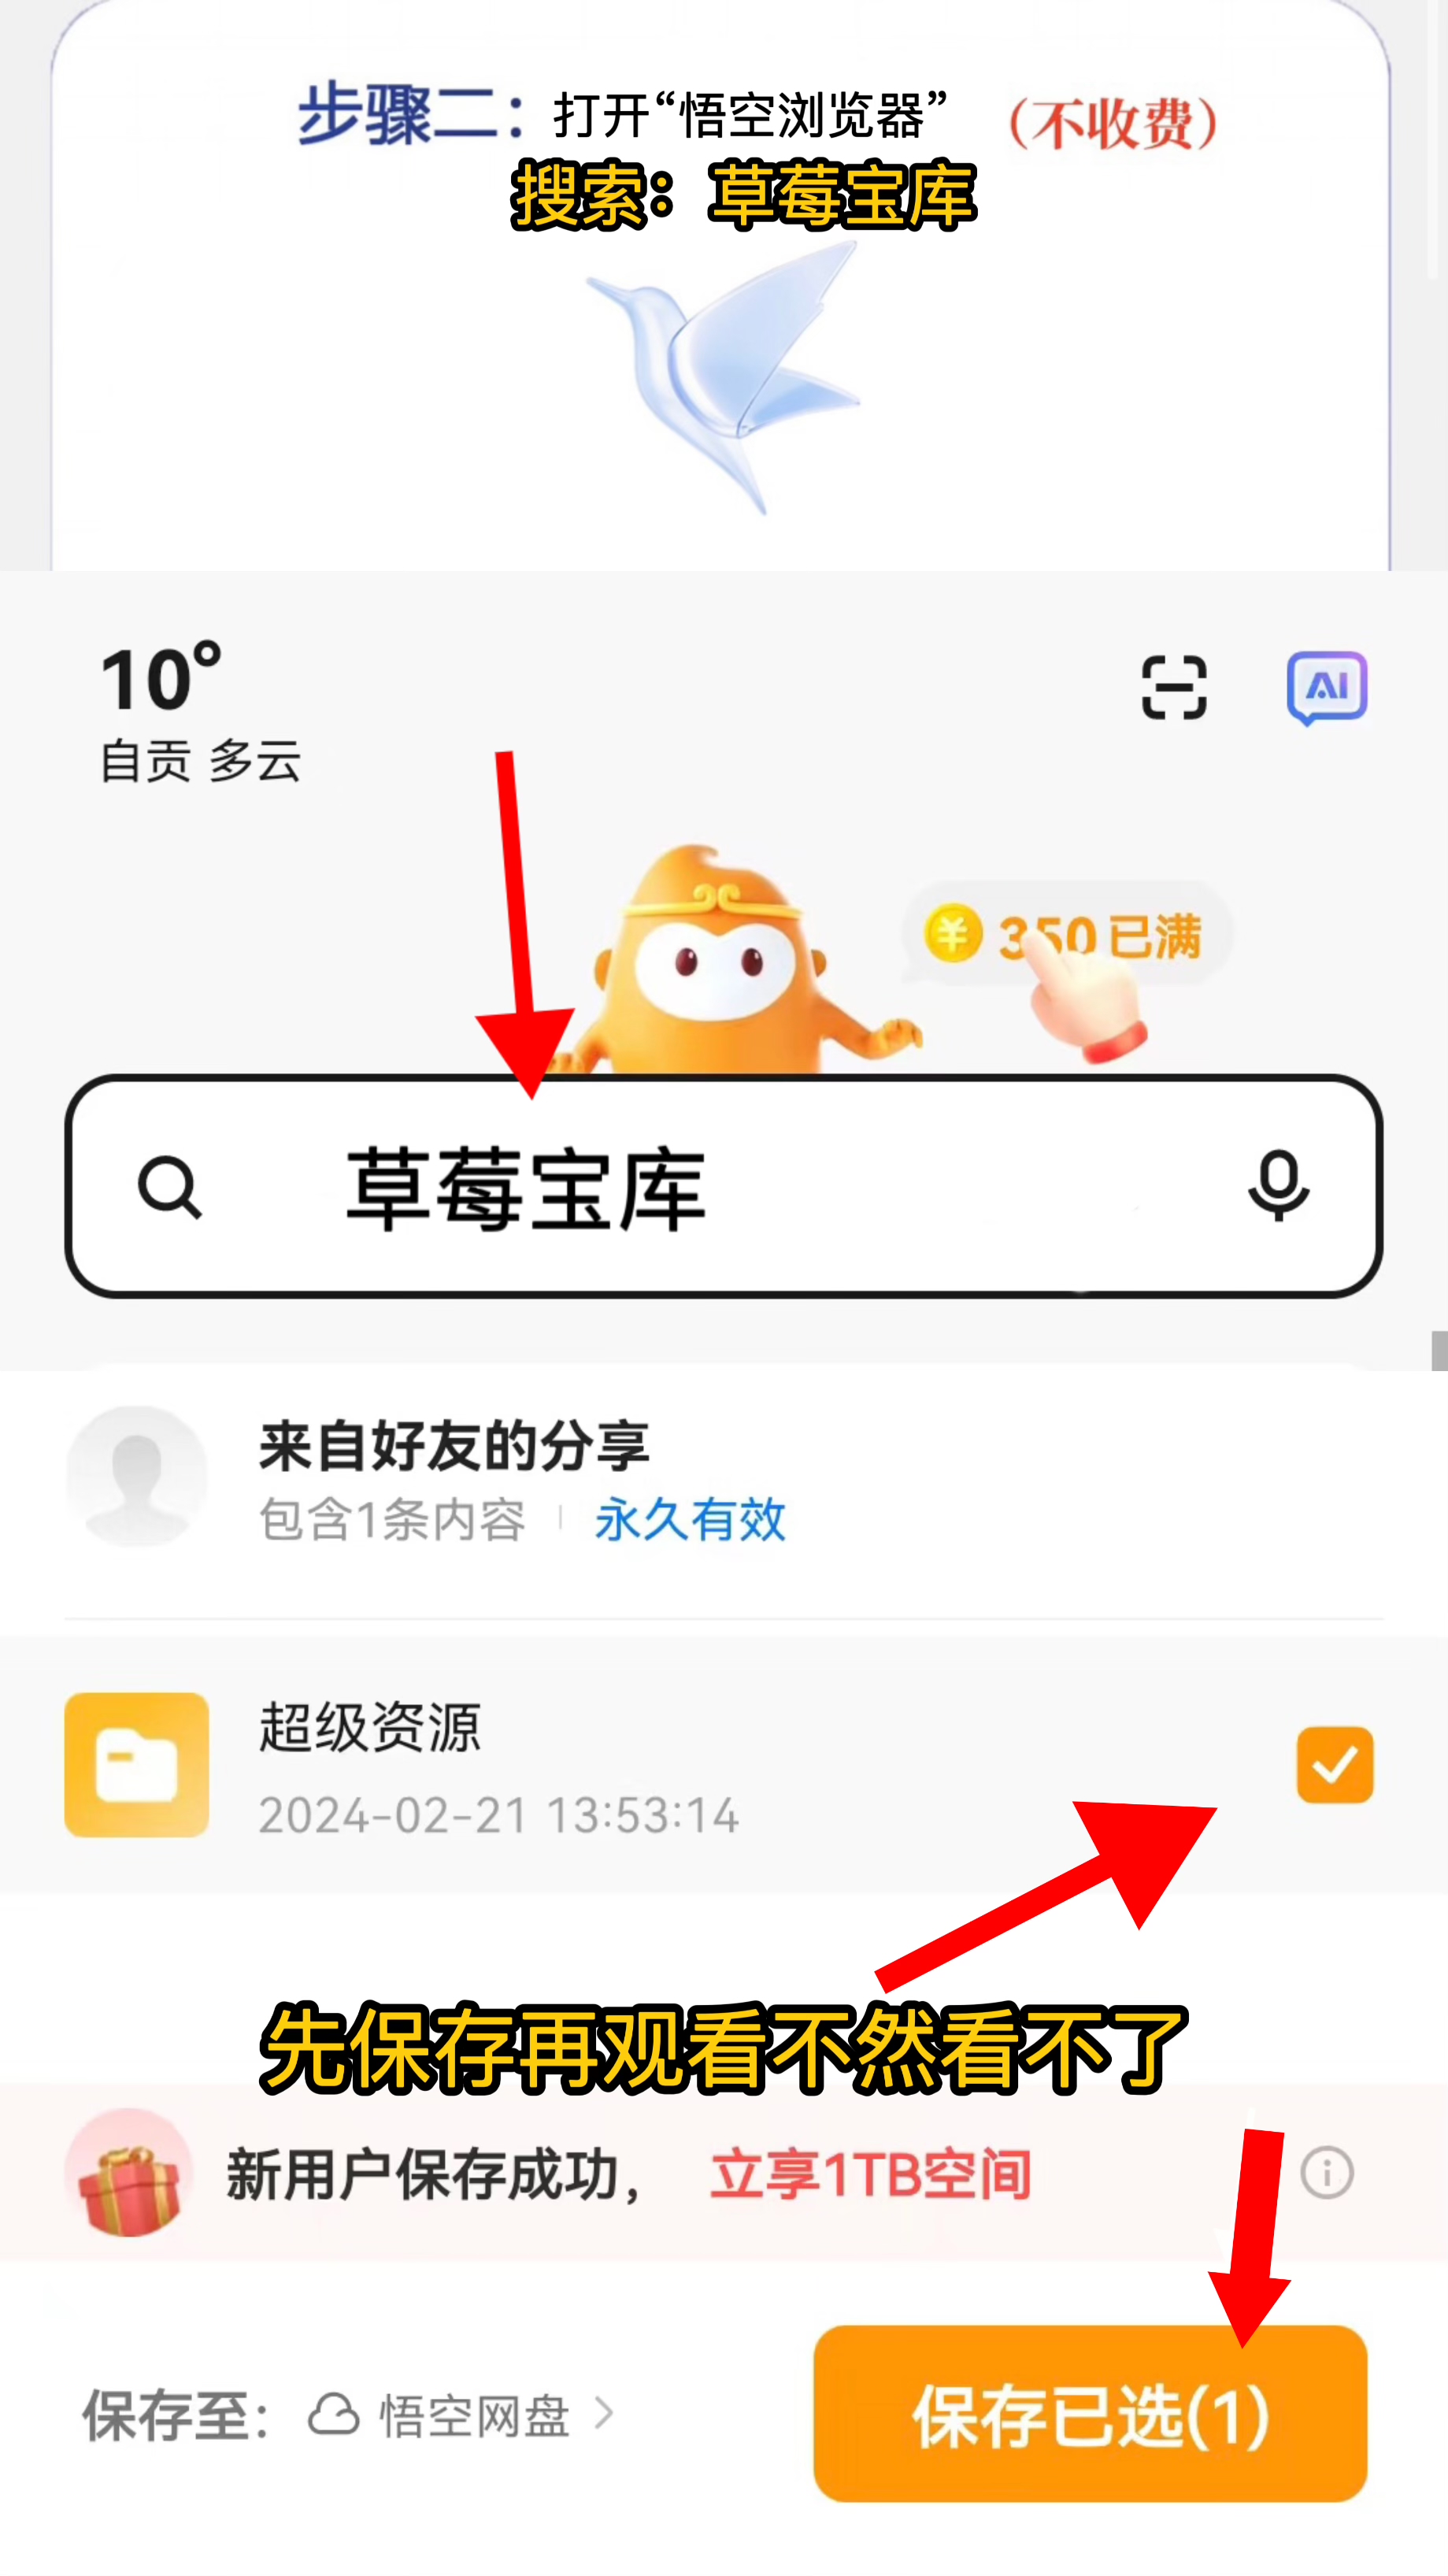 步骤二：打开“悟空浏览器”（不收费）
搜索：草莓宝库
10°
自贡 多云
AI
¥ 350已满
草莓宝库
来自好友的分享
包含1条内容 | 永久有效
超级资源
2024-02-21 13:53:14
先保存再观看不然看不了
新用户保存成功，立享1TB空间
保存至： 悟空网盘 >
保存已选(1)